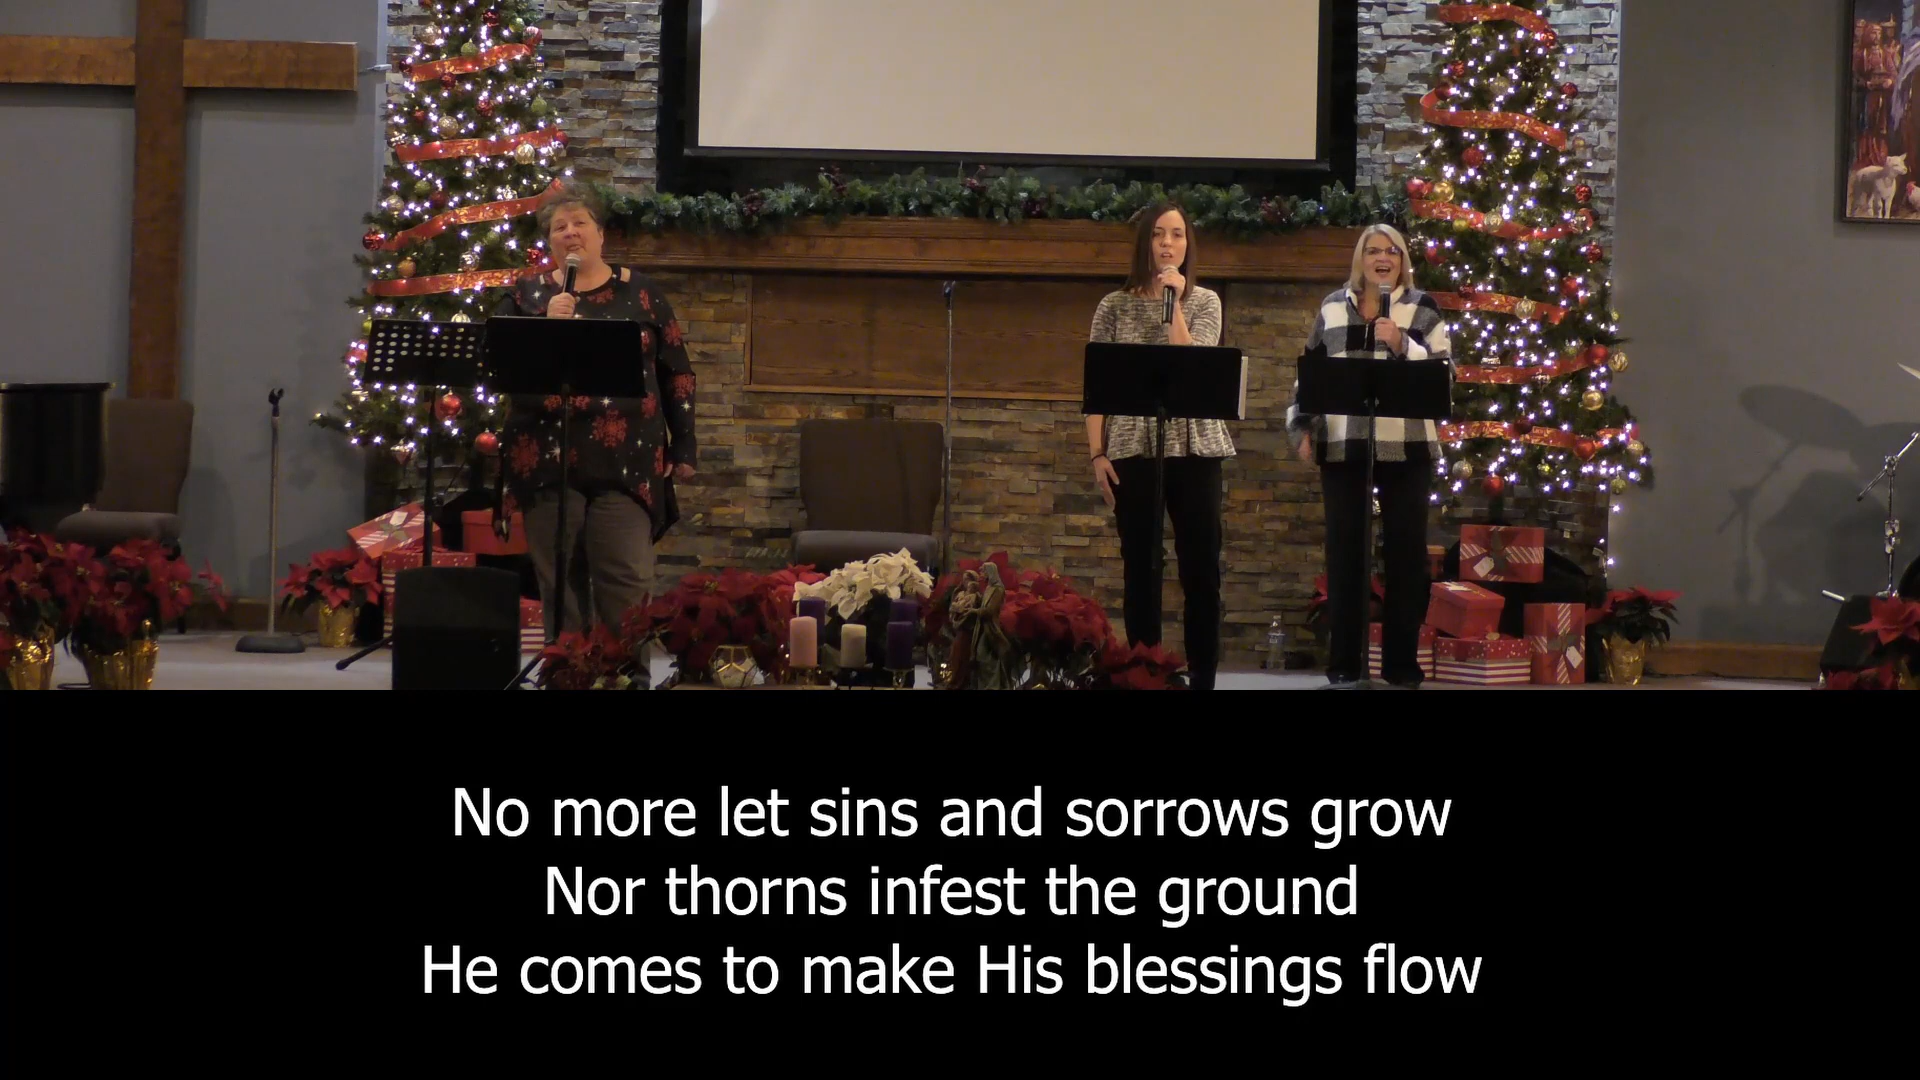 No more let sins and sorrows grow
Nor thorns infest the ground
He comes to make His blessings flow